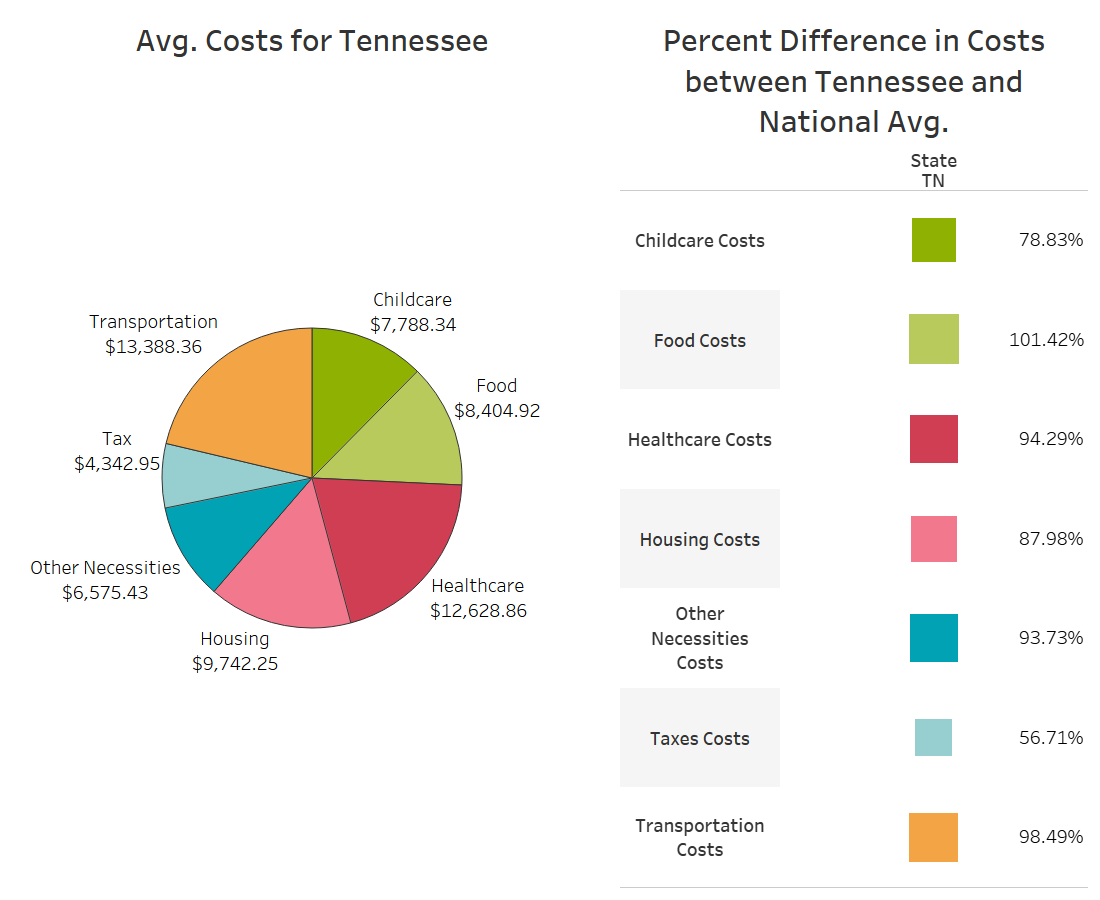 Avg. Costs for Tennessee
Childcare
$7,788.34
Food
$8,404.92
Healthcare
$12,628.86
Housing
$9,742.25
Other Necessities
$6,575.43
Tax
$4,342.95
Transportation
$13,388.36
Percent Difference in Costs
between Tennessee and
National Avg.
State
TN
Childcare Costs 78.83%
Food Costs 101.42%
Healthcare Costs 94.29%
Housing Costs 87.98%
Other
Necessities 93.73%
Costs
Taxes Costs 56.71%
Transportation 98.49%
Costs